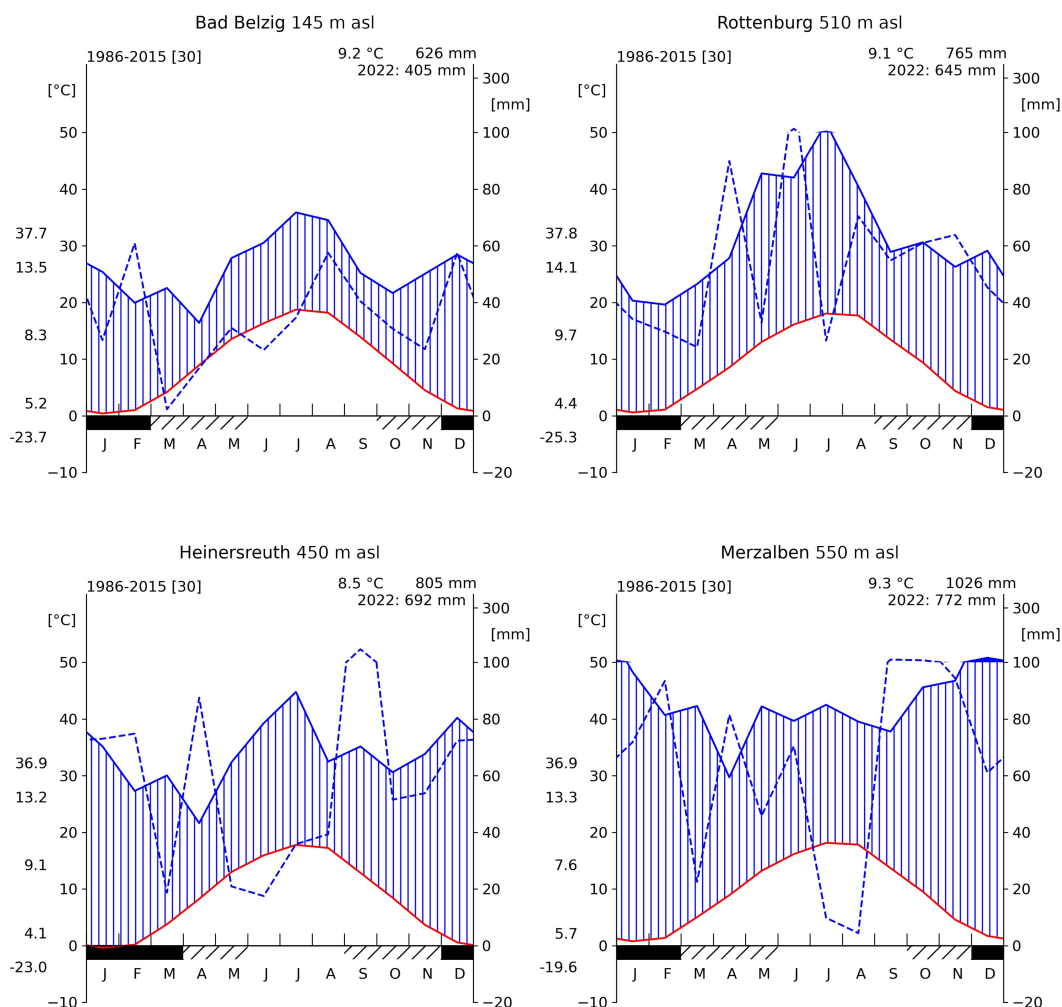 Bad Belzig 145 m asl
1986-2015 [30] 9.2 °C 626 mm
2022: 405 mm
[°C] 300
[mm]
50 100
40 80
37.7
30 60
13.5
20 40
8.3
10 20
5.2
0 0
-23.7
J F M A M J J A S O N D
−10 −20
Rottenburg 510 m asl
1986-2015 [30] 9.1 °C 765 mm
2022: 645 mm
[°C] 300
[mm]
50 100
40 80
37.8
30 60
14.1
20 40
9.7
10 20
4.4
0 0
-25.3
J F M A M J J A S O N D
−10 −20
Heinersreuth 450 m asl
1986-2015 [30] 8.5 °C 805 mm
2022: 692 mm
[°C] 300
[mm]
50 100
40 80
36.9
30 60
13.2
20 40
9.1
10 20
4.1
0 0
-23.0
J F M A M J J A S O N D
−10 −20
Merzalben 550 m asl
1986-2015 [30] 9.3 °C 1026 mm
2022: 772 mm
[°C] 300
[mm]
50 100
40 80
36.9
30 60
13.3
20 40
7.6
10 20
5.7
0 0
-19.6
J F M A M J J A S O N D
−10 −20